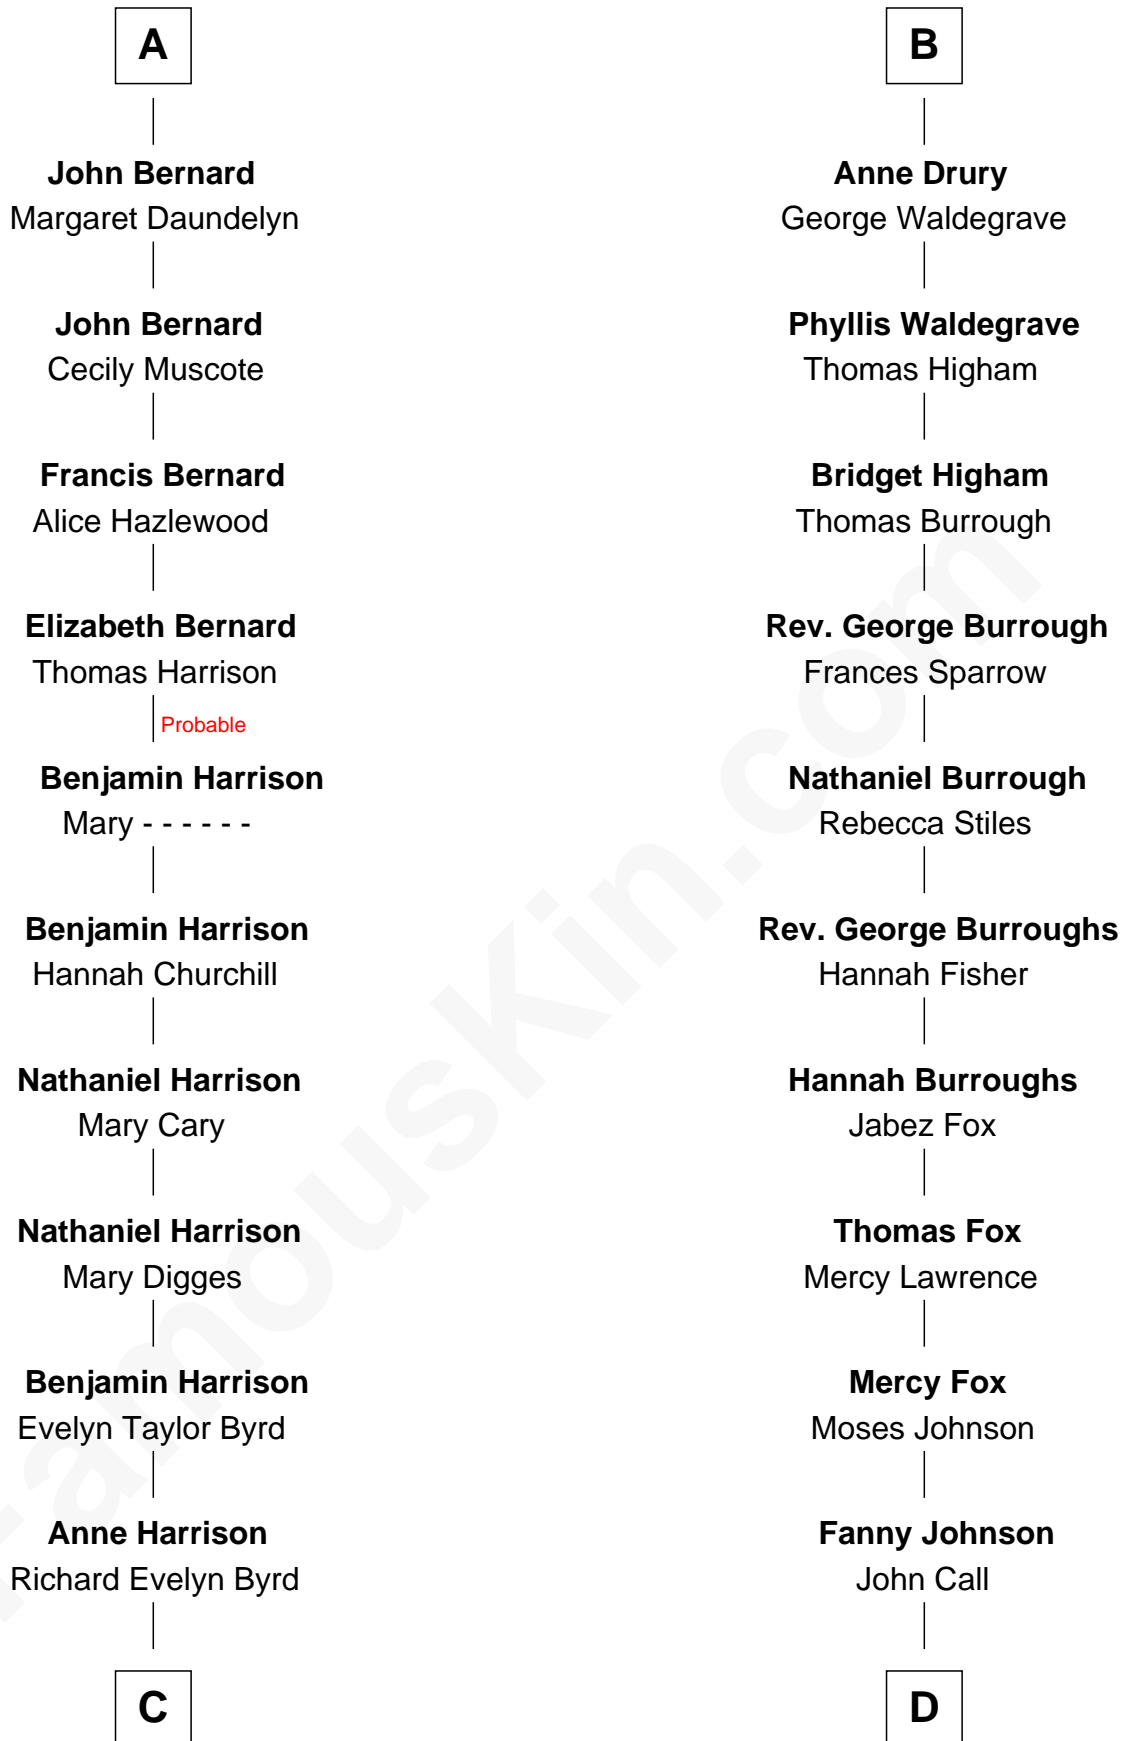 A
John Bernard
Margaret Daundelyn
John Bernard
Cecily Muscote
Francis Bernard
Alice Hazlewood
Elizabeth Bernard
Thomas Harrison
Probable
Benjamin Harrison
Mary - - - - - -
Benjamin Harrison
Hannah Churchill
Nathaniel Harrison
Mary Cary
Nathaniel Harrison
Mary Digges
Benjamin Harrison
Evelyn Taylor Byrd
Anne Harrison
Richard Evelyn Byrd
C
B
Anne Drury
George Waldegrave
Phyllis Waldegrave
Thomas Higham
Bridget Higham
Thomas Burrough
Rev. George Burrough
Frances Sparrow
Nathaniel Burrough
Rebecca Stiles
Rev. George Burroughs
Hannah Fisher
Hannah Burroughs
Jabez Fox
Thomas Fox
Mercy Lawrence
Mercy Fox
Moses Johnson
Fanny Johnson
John Call
D
FamousKin.com